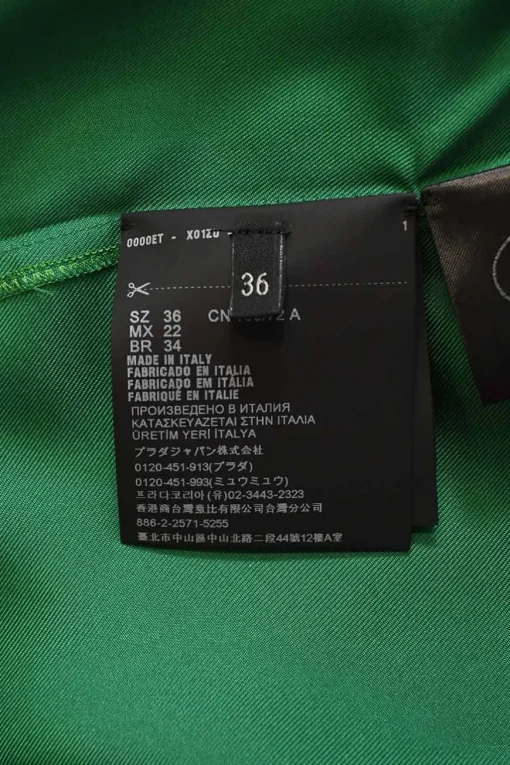 0000ET - X0120 -
1
36
SZ 36 CN
MX 22
BR 34
MADE IN ITALY
FABRICADO EN ITALIA
FABRICADO EM ITÁLIA
FABRIQUÉ EN ITALIE
ПРОИЗВЕДЕНО В ИТАЛИЯ
ΚΑΤΑΣΚΕΥΑΖΕΤΑΙ ΣΤΗΝ ΙΤΑΛΙΑ
ÜRETİM YERİ İTALYA
プラダジャパン株式会社
0120-451-913(プラダ)
0120-451-993(ミュウミュウ)
프라다코리아(유)02-3443-2323
香港商台灣惠比有限公司台灣分公司
886-2-2571-5255
臺北市中山區中山北路二段44號12樓A室